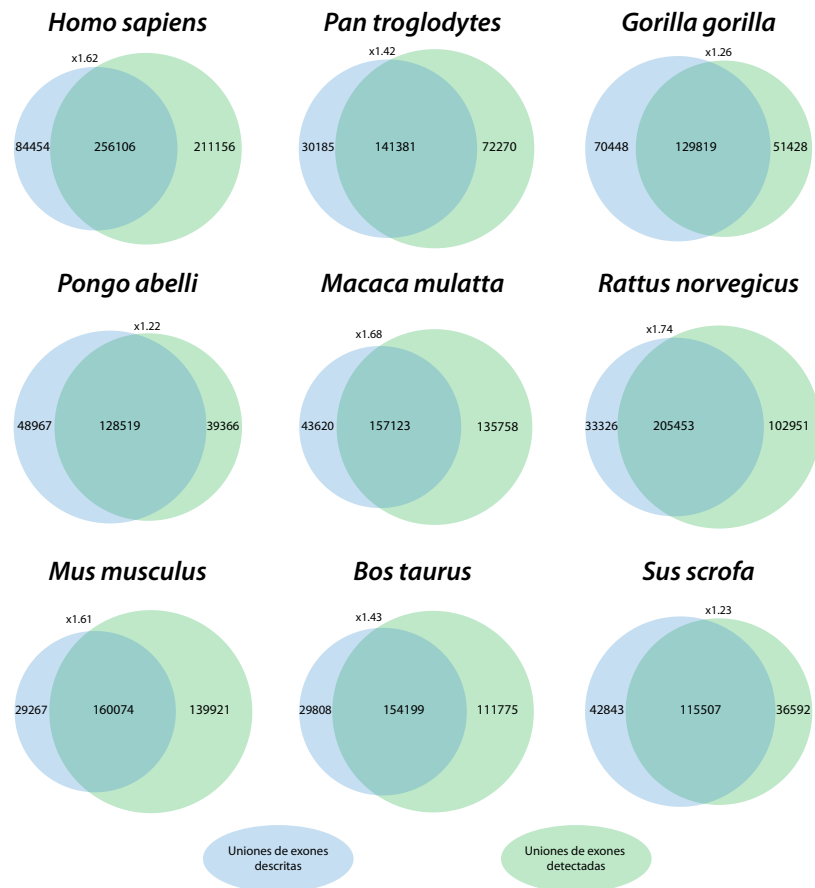 Homo sapiens
x1.62
84454
256106
211156
Pan troglodytes
x1.42
30185
141381
72270
Gorilla gorilla
x1.26
70448
129819
51428
Pongo abelli
x1.22
48967
128519
39366
Macaca mulatta
x1.68
43620
157123
135758
Rattus norvegicus
x1.74
33326
205453
102951
Mus musculus
x1.61
29267
160074
139921
Bos taurus
x1.43
29808
154199
111775
Sus scrofa
x1.23
42843
115507
36592
Uniones de exones
descritas
Uniones de exones
detectadas